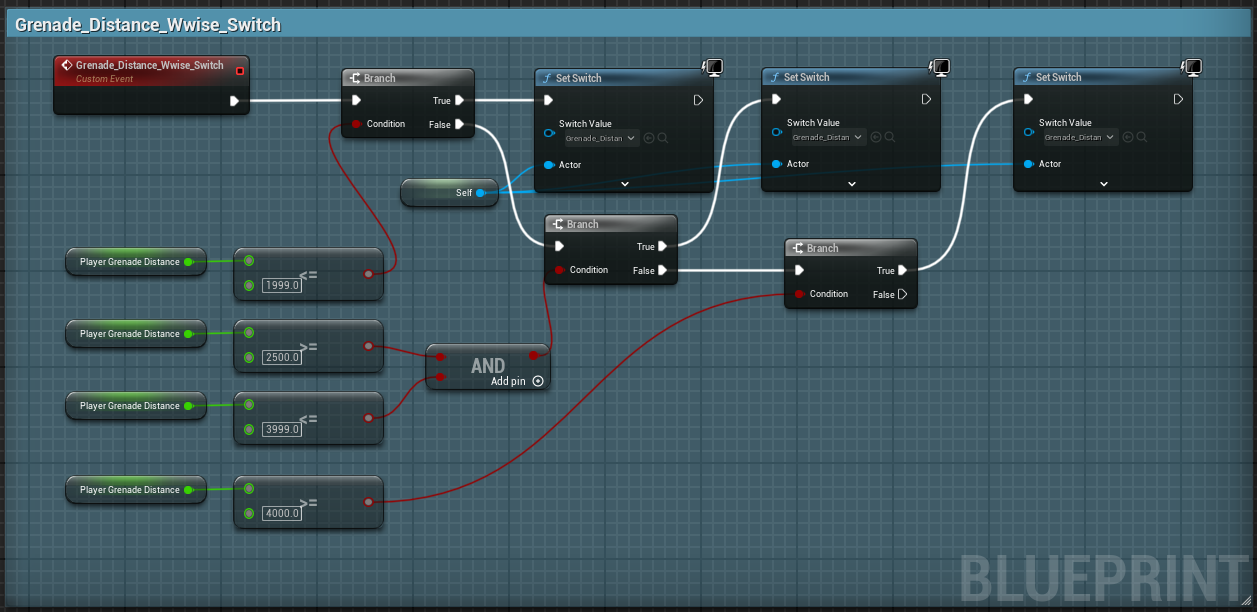 Grenade_Distance_Wwise_Switch
Grenade_Distance_Wwise_Switch
Custom Event
Branch
True
Condition
False
Set Switch
Switch Value
Grenade_Distan
Actor
Set Switch
Switch Value
Grenade_Distan
Actor
Set Switch
Switch Value
Grenade_Distan
Actor
Self
Branch
True
Condition
False
Branch
True
Condition
False
Player Grenade Distance
<=
1999.0
Player Grenade Distance
>=
2500.0
AND
Add pin
Player Grenade Distance
<=
3999.0
Player Grenade Distance
>=
4000.0
BLUEPRINT